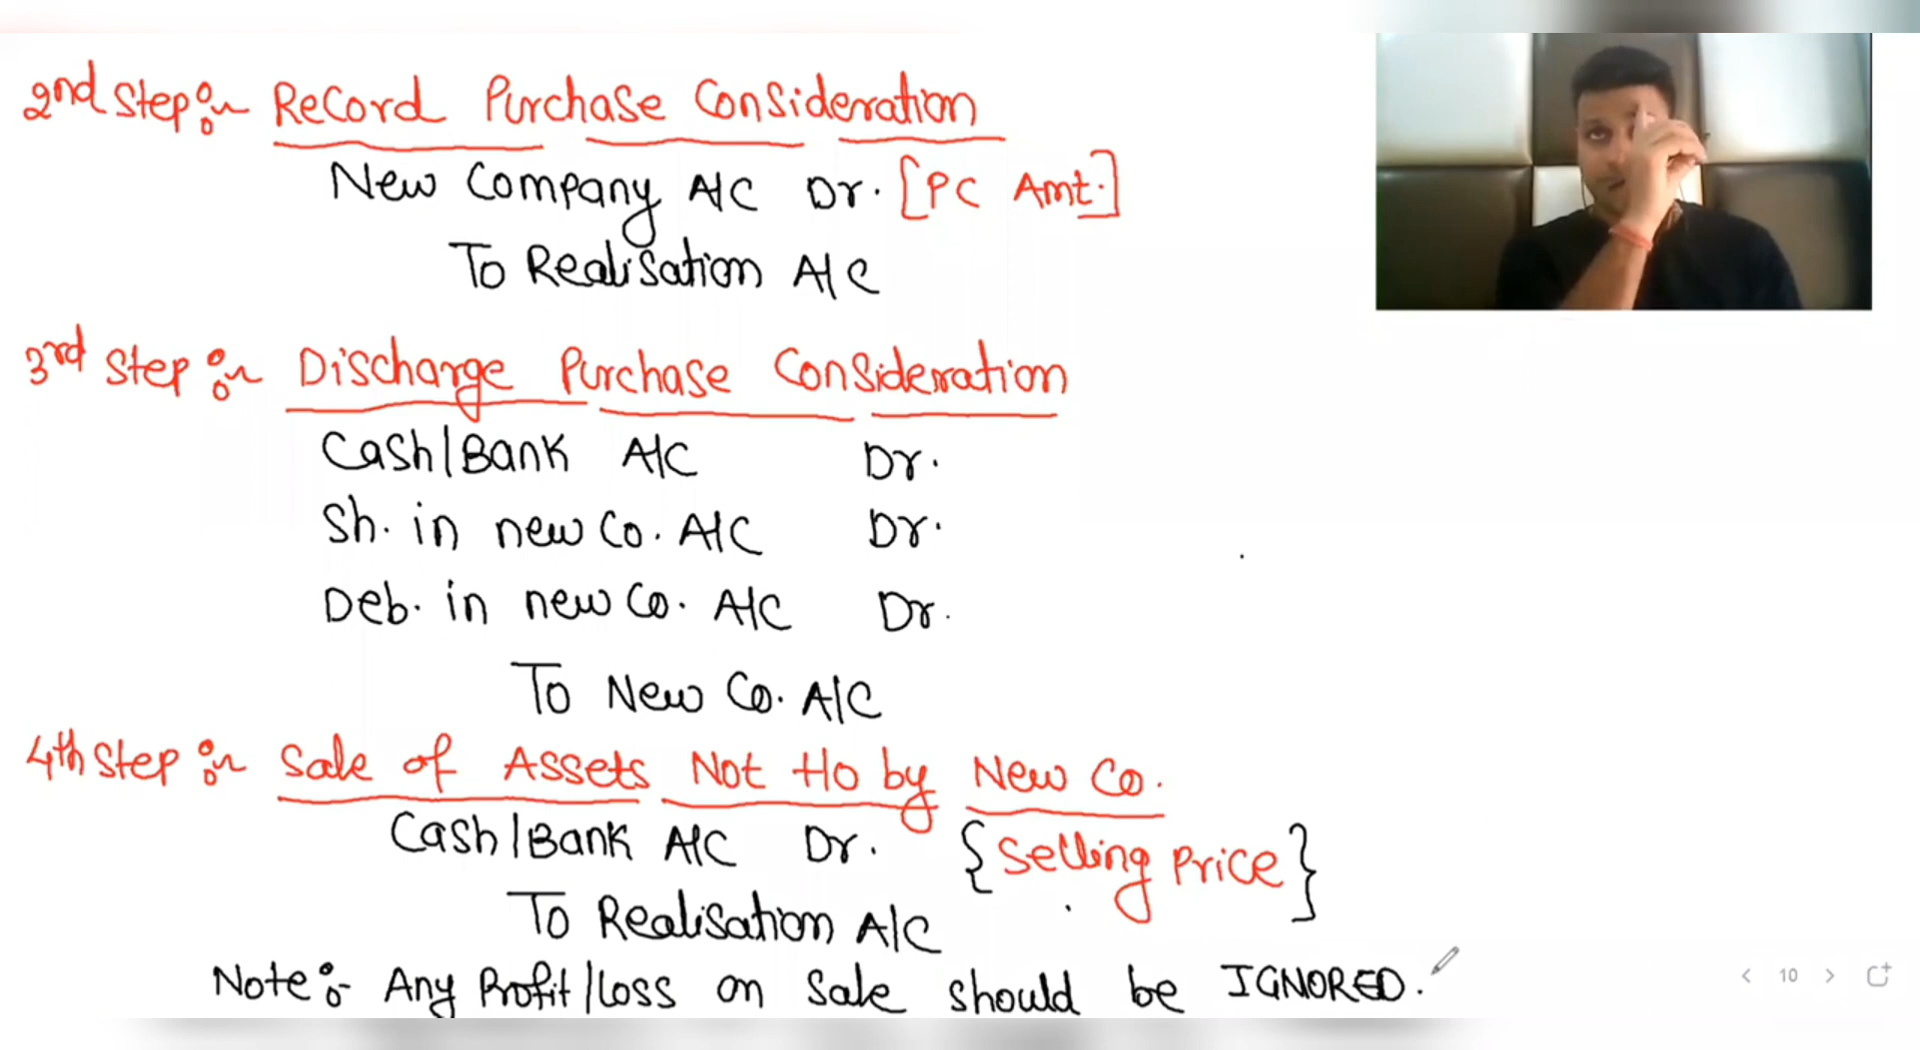 2nd Step:- Record Purchase Consideration
New Company A/C Dr. [PC Amt.]
To Realisation A/C
3rd Step:- Discharge Purchase Consideration
Cash/Bank A/C Dr.
Sh. in new Co. A/C Dr.
Deb. in new Co. A/C Dr.
To New Co. A/C
4th Step:- Sale of Assets Not t/o by New Co.
Cash/Bank A/C Dr. {Selling Price}
To Realisation A/C
Note:- Any Profit/Loss on Sale should be IGNORED.
< 10 >